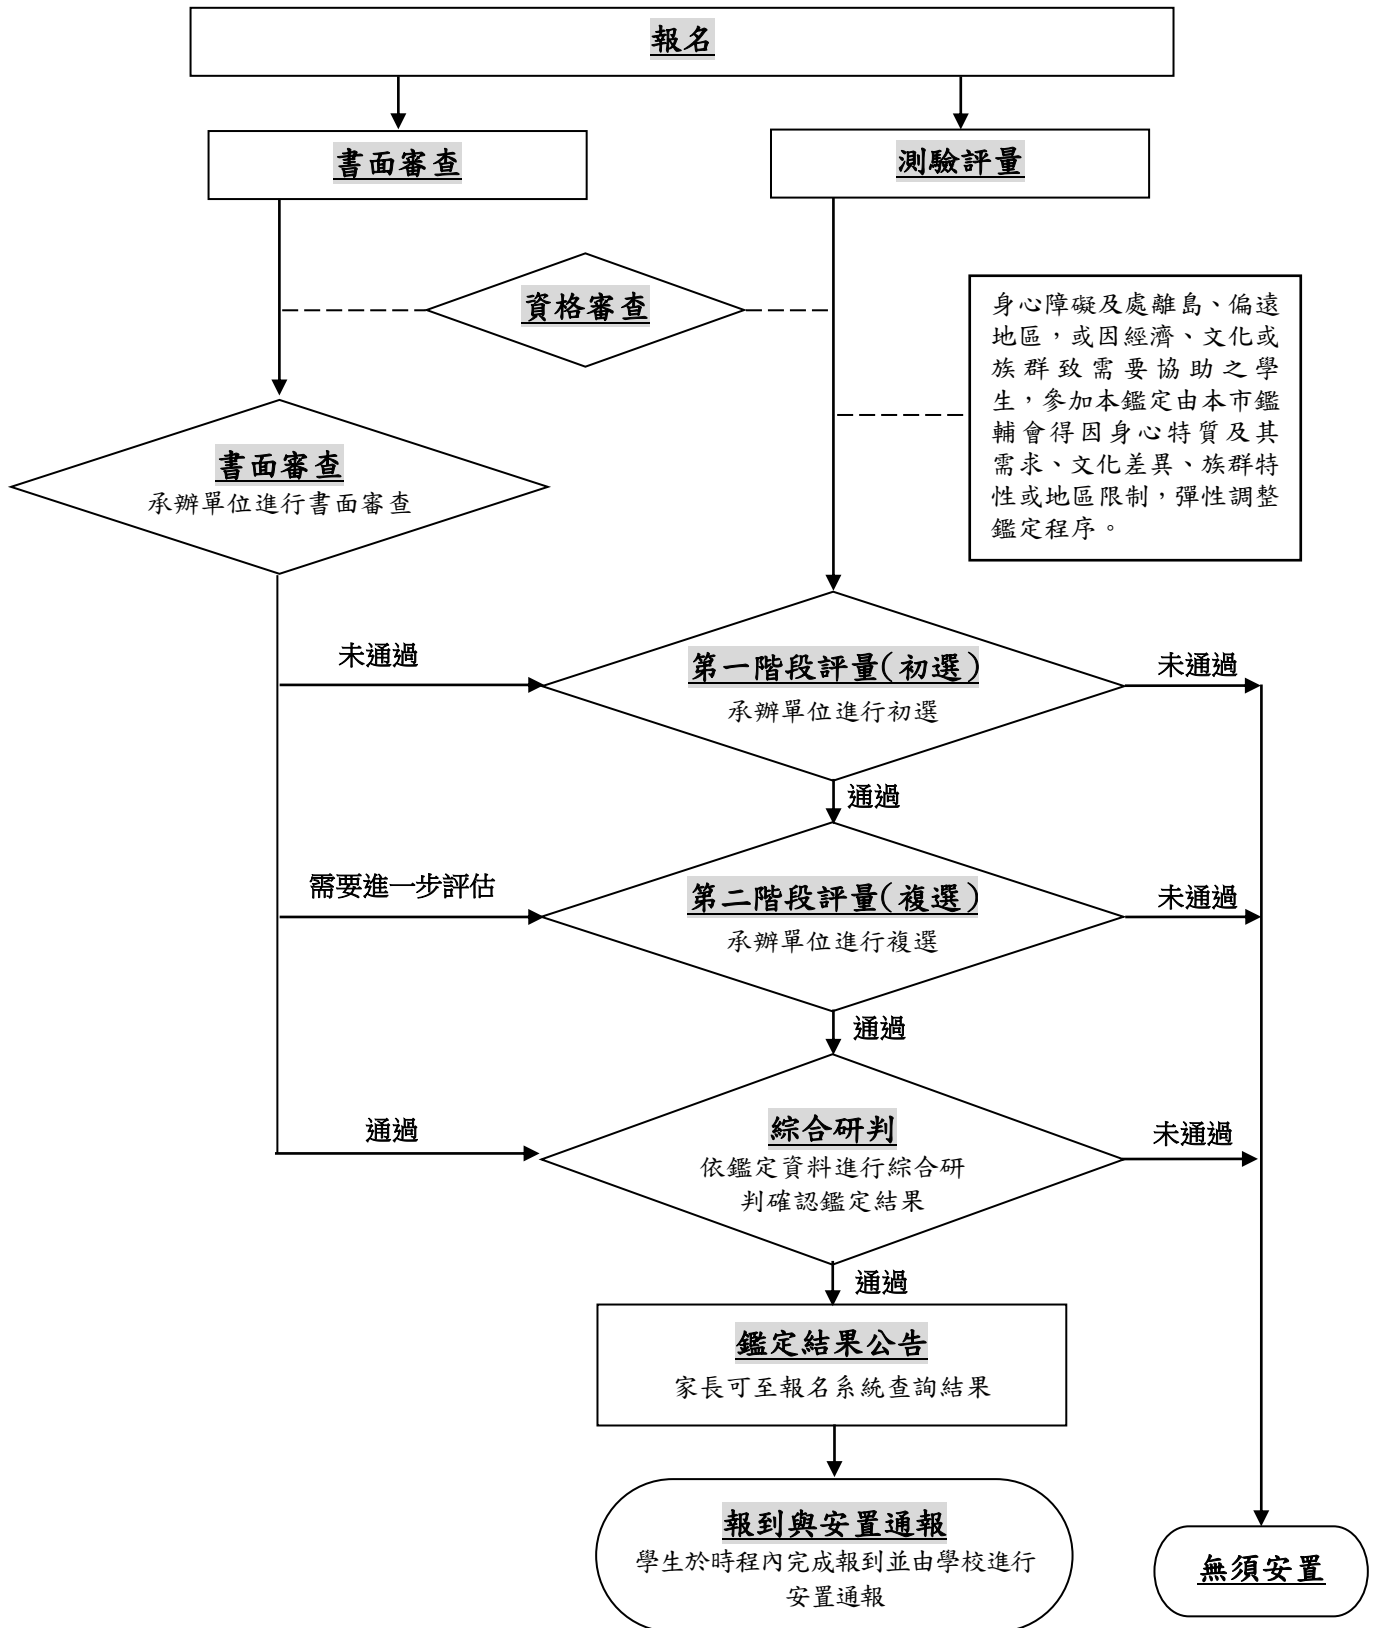 報名
書面審查
測驗評量
資格審查
身心障礙及處離島、偏遠
地區，或因經濟、文化或
族群致需要協助之學
生，參加本鑑定由本市鑑
輔會得因身心特質及其
需求、文化差異、族群特
性或地區限制，彈性調整
鑑定程序。
書面審查
承辦單位進行書面審查
未通過
第一階段評量(初選)
承辦單位進行初選
未通過
通過
需要進一步評估
第二階段評量(複選)
承辦單位進行複選
未通過
通過
通過
綜合研判
依鑑定資料進行綜合研
判確認鑑定結果
未通過
通過
鑑定結果公告
家長可至報名系統查詢結果
報到與安置通報
學生於時程內完成報到並由學校進行
安置通報
無須安置